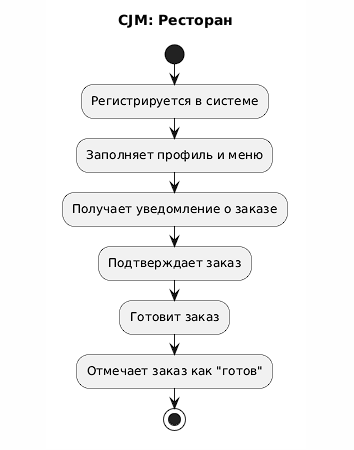 CJM: Ресторан
Регистрируется в системе
Заполняет профиль и меню
Получает уведомление о заказе
Подтверждает заказ
Готовит заказ
Отмечает заказ как "готов"